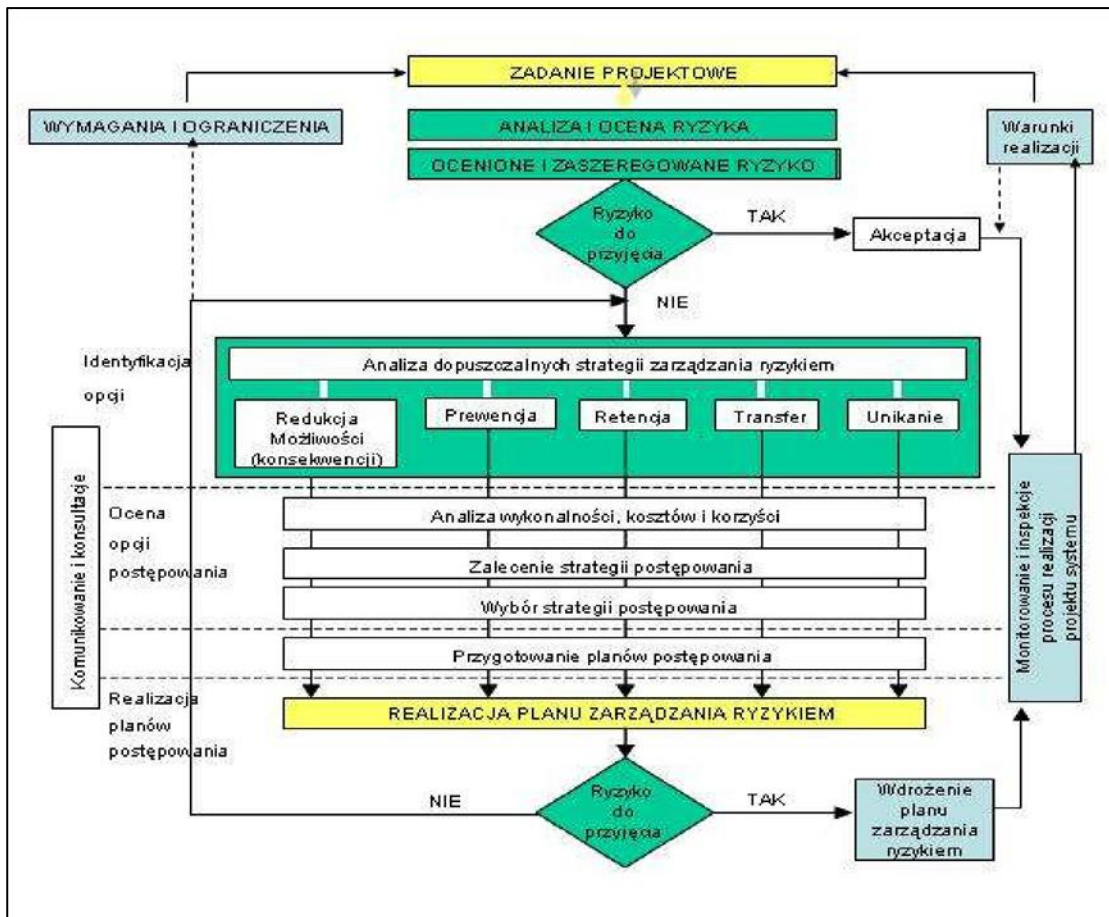 ZADANIE PROJEKTOWE
WYMAGANIA I OGRANICZENIA
ANALIZA I OCENA RYZYKA
Warunki
realizacji
OCENIONE I ZASZEREGOWANE RYZYKO
Ryzyko
do
przyjęcia
TAK
Akceptacja
NIE
Identyfikacja
opcji
Analiza dopuszczalnych strategii zarządzania ryzykiem
Redukcja
Możliwości
(konsekwencji)
Prewencja
Retencja
Transfer
Unikanie
Komunikowanie i konsultacje
Ocena
opcji
postępowania
Analiza wykonalności, kosztów i korzyści
Zalecenie strategii postępowania
Wybór strategii postępowania
Przygotowanie planów postępowania
Monitorowanie i inspekcje
procesu realizacji
projektu systemu
Realizacja
planów
postępowania
REALIZACJA PLANU ZARZĄDZANIA RYZYKIEM
NIE
Ryzyko
do
przyjęcia
TAK
Wdrożenie
planu
zarządzania
ryzykiem